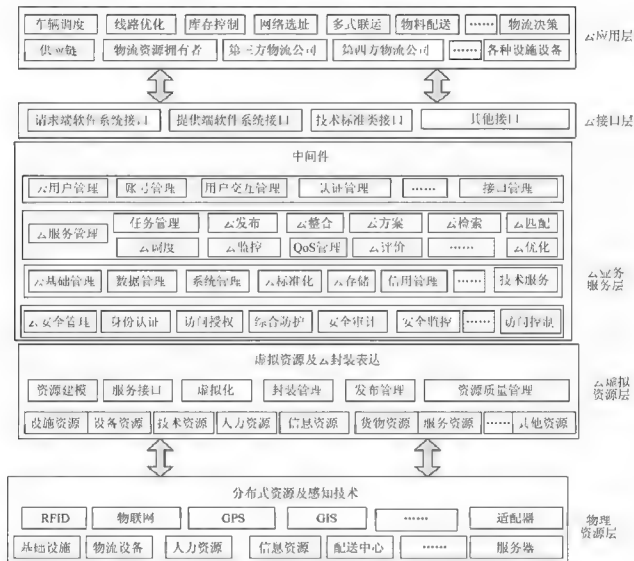 车辆调度 线路优化 库存控制 网络选址 多式联运 物料配送 …… 物流决策
供应链 物流资源拥有者 第三方物流公司 第四方物流公司 …… 各种设施设备
云应用层
请求端软件系统接口 提供端软件系统接口 技术标准类接口 其他接口
云接口层
中间件
云用户管理 账号管理 用户交互管理 认证管理 …… 接口管理
云服务管理
任务管理 云发布 云整合 云方案 云检索 云匹配
云调度 云监控 QoS管理 云评价 …… 云优化
云基础管理 数据管理 系统管理 云标准化 云存储 信用管理 …… 技术服务
云安全管理 身份认证 访问授权 综合防护 安全审计 安全监控 …… 访问控制
云业务
服务层
虚拟资源及云封装表达
资源建模 服务接口 虚拟化 封装管理 发布管理 资源质量管理
设施资源 设备资源 技术资源 人力资源 信息资源 货物资源 服务资源 …… 其他资源
云虚拟
资源层
分布式资源及感知技术
RFID 物联网 GPS GIS …… 适配器
基础设施 物流设备 人力资源 信息资源 配送中心 …… 服务器
物理
资源层